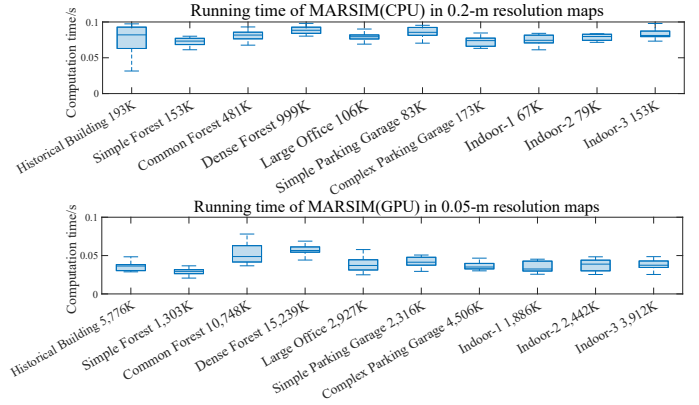 Running time of MARSIM(CPU) in 0.2-m resolution maps
Computation time/s
0.1
0.05
0
Historical Building 193K
Simple Forest 153K
Common Forest 481K
Dense Forest 999K
Large Office 106K
Simple Parking Garage 83K
Complex Parking Garage 173K
Indoor-1 67K
Indoor-2 79K
Indoor-3 153K
Running time of MARSIM(GPU) in 0.05-m resolution maps
Computation time/s
0.1
0.05
0
Historical Building 5,776K
Simple Forest 1,303K
Common Forest 10,748K
Dense Forest 15,239K
Large Office 2,927K
Simple Parking Garage 2,316K
Complex Parking Garage 4,506K
Indoor-1 1,886K
Indoor-2 2,442K
Indoor-3 3,912K